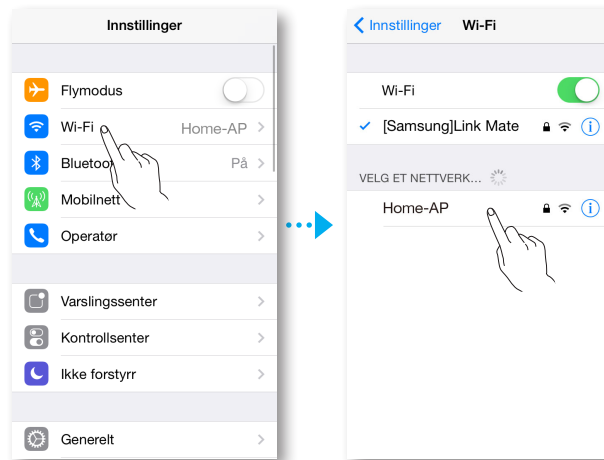 Innstillinger
Flymodus
Wi-Fi Home-AP
Bluetoo På
Mobilnett
Operatør
Varslingssenter
Kontrollsenter
Ikke forstyrr
Generelt
Innstillinger Wi-Fi
Wi-Fi
[Samsung]Link Mate
VELG ET NETTVERK...
Home-AP